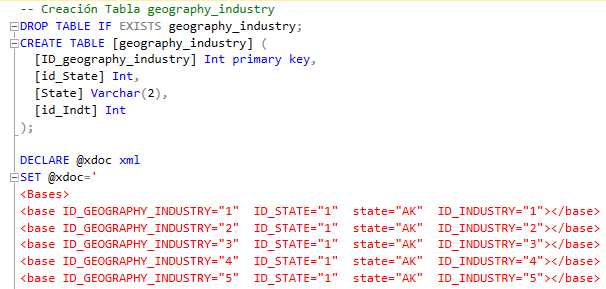 -- Creación Tabla geography_industry
DROP TABLE IF EXISTS geography_industry;
CREATE TABLE [geography_industry] (
[ID_geography_industry] Int primary key,
[id_State] Int,
[State] Varchar(2),
[id_Indt] Int
);
DECLARE @xdoc xml
SET @xdoc='
<Bases>
<base ID_GEOGRAPHY_INDUSTRY="1"  ID_STATE="1"  state="AK"  ID_INDUSTRY="1"></base>
<base ID_GEOGRAPHY_INDUSTRY="2"  ID_STATE="1"  state="AK"  ID_INDUSTRY="2"></base>
<base ID_GEOGRAPHY_INDUSTRY="3"  ID_STATE="1"  state="AK"  ID_INDUSTRY="3"></base>
<base ID_GEOGRAPHY_INDUSTRY="4"  ID_STATE="1"  state="AK"  ID_INDUSTRY="4"></base>
<base ID_GEOGRAPHY_INDUSTRY="5"  ID_STATE="1"  state="AK"  ID_INDUSTRY="5"></base>